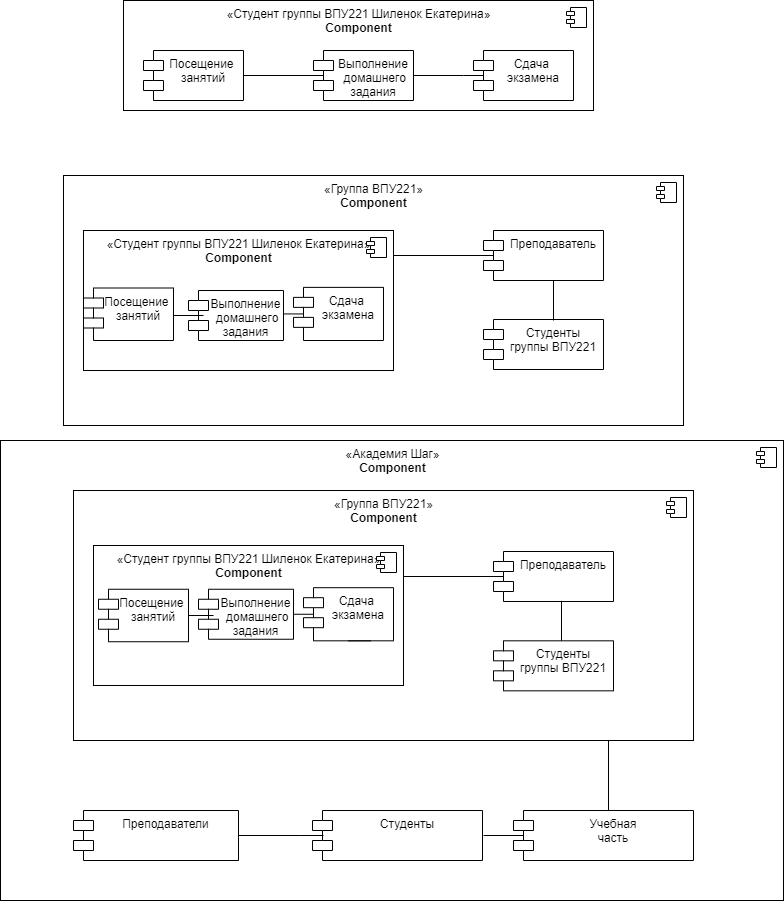 «Студент группы ВПУ221 Шиленок Екатерина»
Component
Посещение
занятий
Выполнение
домашнего
задания
Сдача
экзамена
«Группа ВПУ221»
Component
«Студент группы ВПУ221 Шиленок Екатерина»
Component
Посещение
занятий
Выполнение
домашнего
задания
Сдача
экзамена
Преподаватель
Студенты
группы ВПУ221
«Академия Шаг»
Component
«Группа ВПУ221»
Component
«Студент группы ВПУ221 Шиленок Екатерина»
Component
Посещение
занятий
Выполнение
домашнего
задания
Сдача
экзамена
Преподаватель
Студенты
группы ВПУ221
Преподаватели
Студенты
Учебная
часть